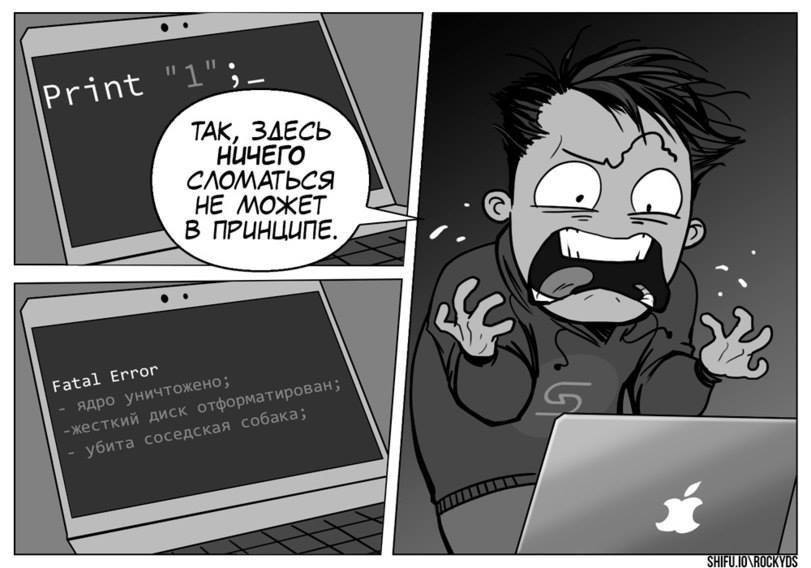 Print "1";_
ТАК, ЗДЕСЬ
НИЧЕГО
СЛОМАТЬСЯ
НЕ МОЖЕТ
В ПРИНЦИПЕ.
Fatal Error
- ядро уничтожено;
-жесткий диск отформатирован;
- убита соседская собака;
SHIFU.IO\ROCKYDS